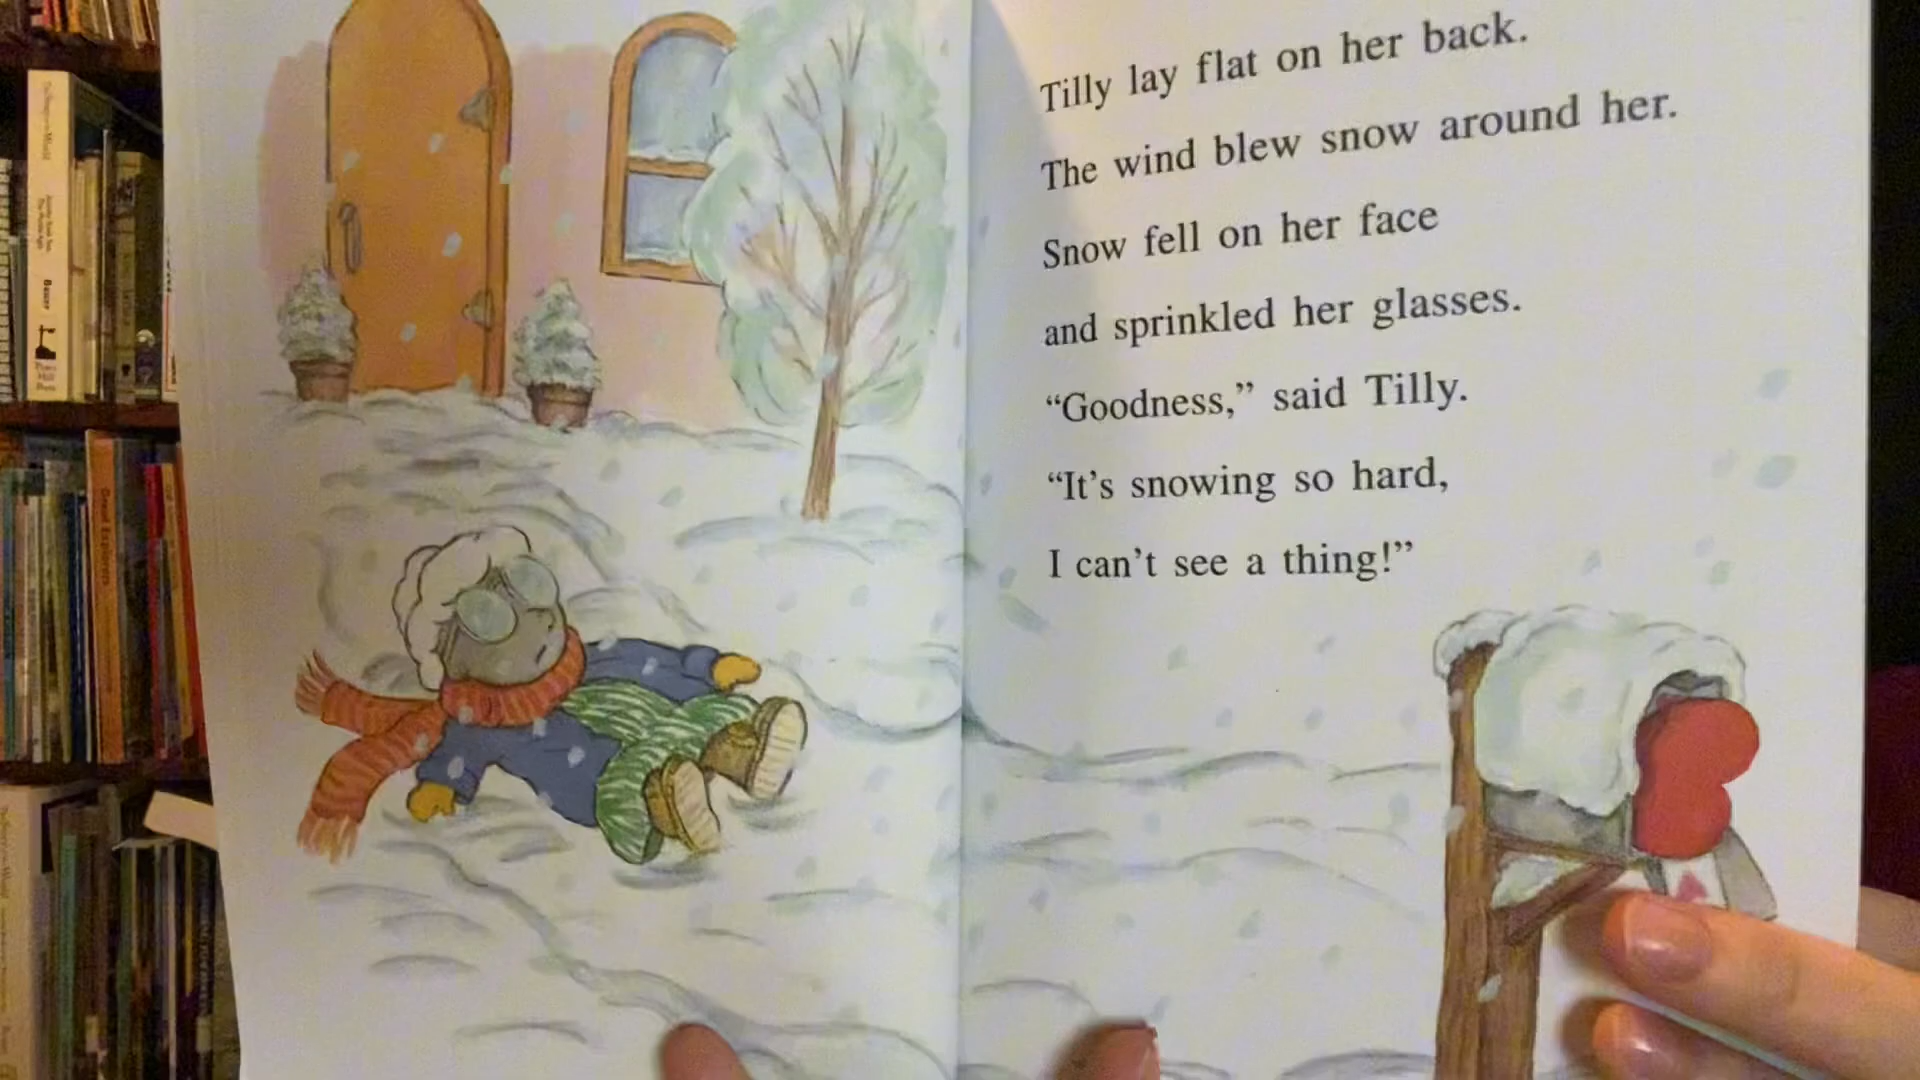 Tilly lay flat on her back.
The wind blew snow around her.
Snow fell on her face
and sprinkled her glasses.
“Goodness,” said Tilly.
“It's snowing so hard,
I can't see a thing!”
Bauer